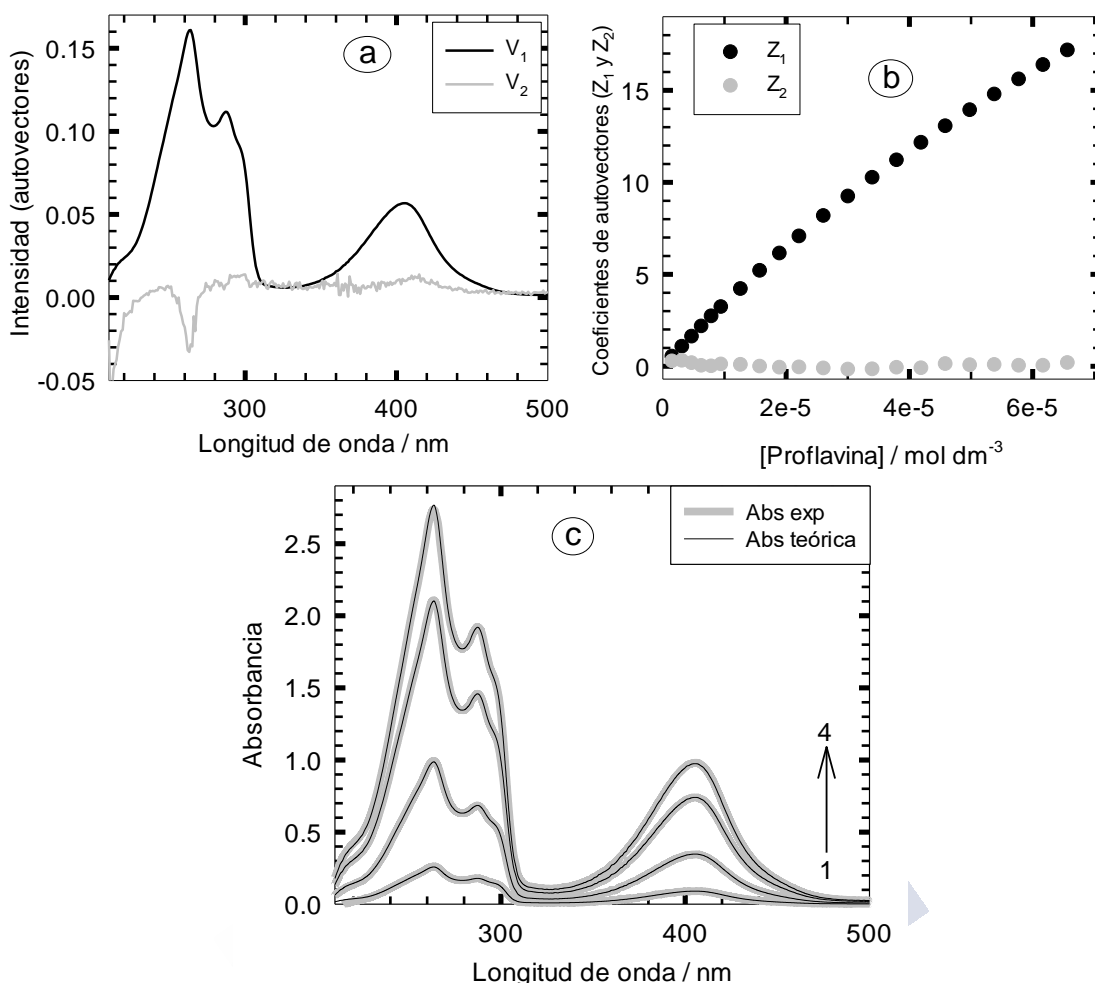 a
V1
V2
0.15
0.10
0.05
0.00
-0.05
Intensidad (autovectores)
300
400
500
Longitud de onda / nm
b
Z1
Z2
15
10
5
0
Coeficientes de autovectores (Z1 y Z2)
0
2e-5
4e-5
6e-5
[Proflavina] / mol dm-3
c
Abs exp
Abs teórica
2.5
2.0
1.5
1.0
0.5
0.0
Absorbancia
4
1
300
400
500
Longitud de onda / nm